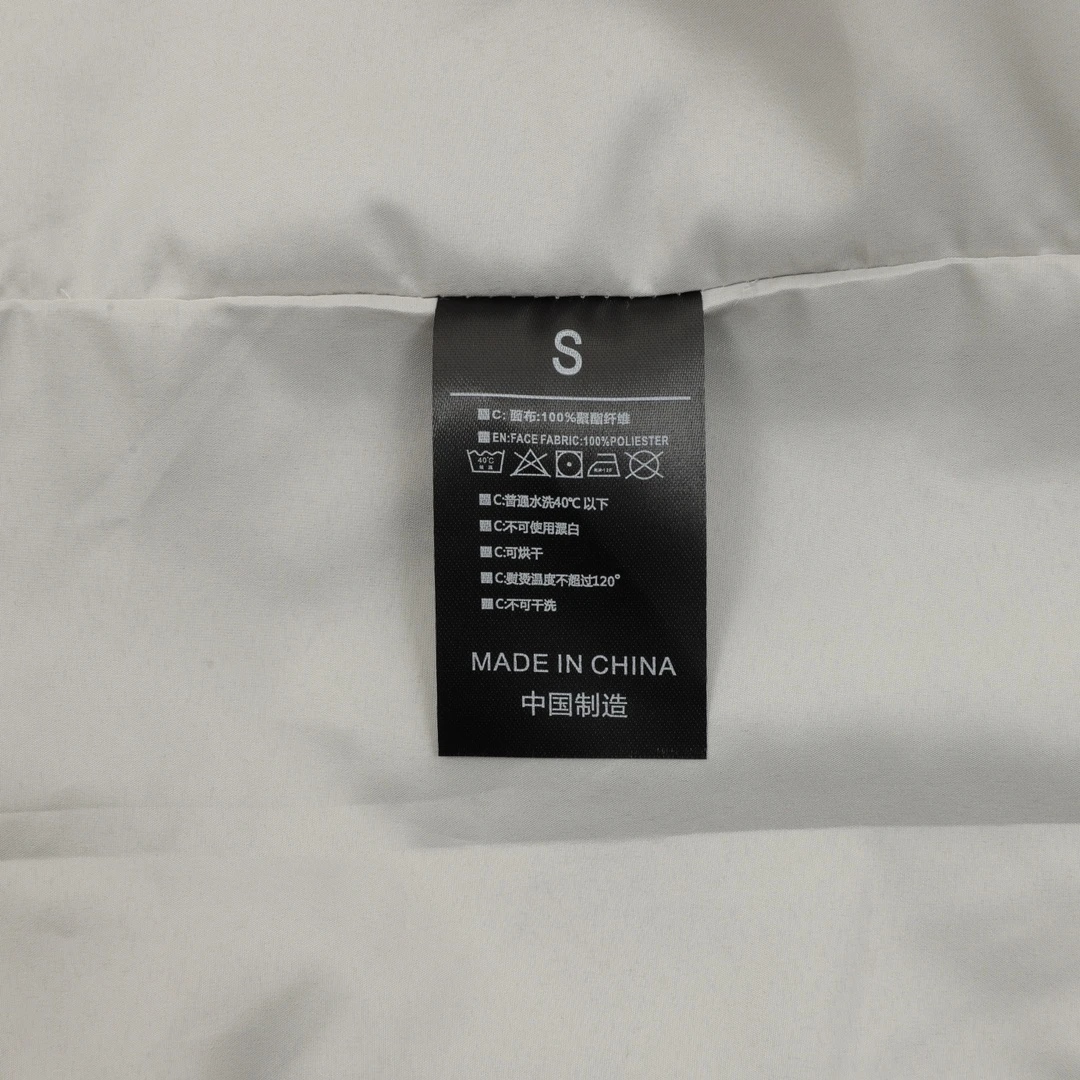 S
C: 面布:100%聚酯纤维
EN:FACE FABRIC:100%POLIESTER
40°C
C:普通水洗40℃ 以下
C:不可使用漂白
C:可烘干
C:熨烫温度不超过120°
C:不可干洗
MADE IN CHINA
中国制造